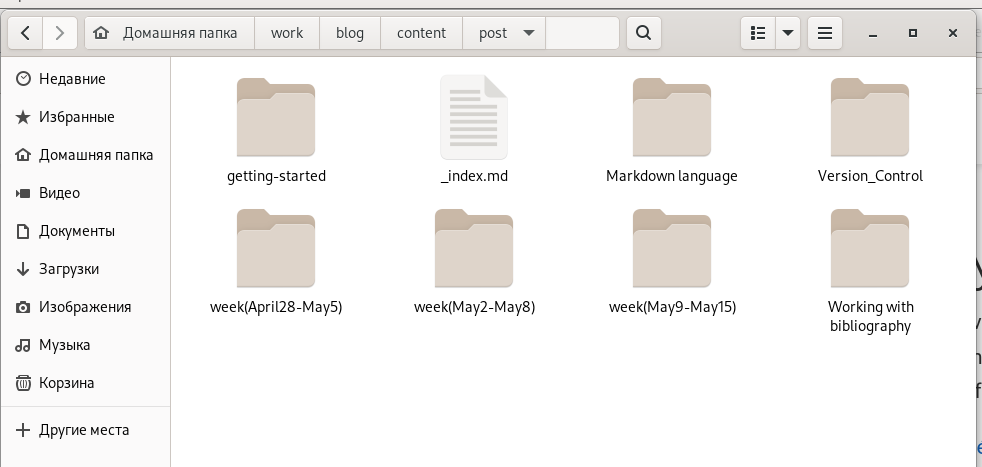 Домашняя папка work blog content post
Недавние
Избранные
Домашняя папка
Видео
Документы
Загрузки
Изображения
Музыка
Корзина
Другие места
getting-started _index.md Markdown language Version_Control
week(April28-May5) week(May2-May8) week(May9-May15) Working with
bibliography